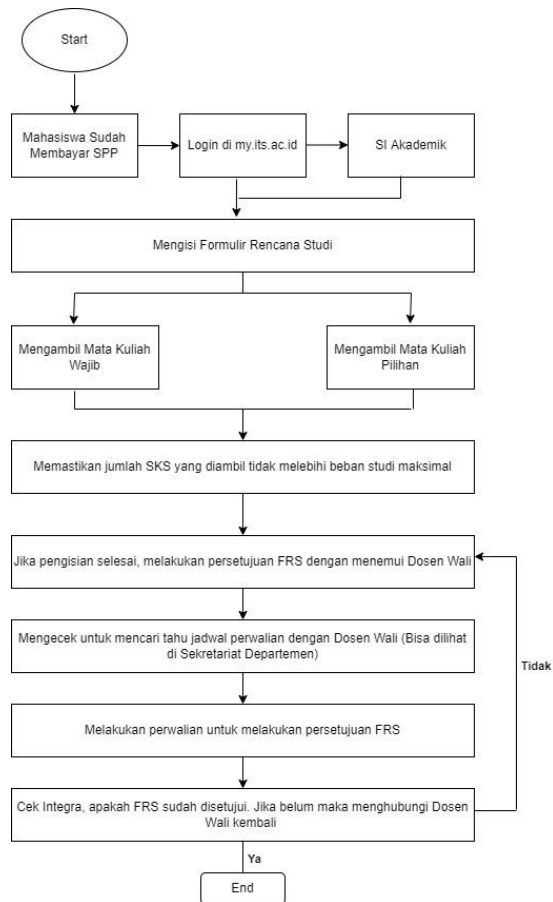 Start
Mahasiswa Sudah
Membayar SPP
Login di my.its.ac.id
SI Akademik
Mengisi Formulir Rencana Studi
Mengambil Mata Kuliah
Wajib
Mengambil Mata Kuliah
Pilihan
Memastikan jumlah SKS yang diambil tidak melebihi beban studi maksimal
Jika pengisian selesai, melakukan persetujuan FRS dengan menemui Dosen Wali
Mengecek untuk mencari tahu jadwal perwalian dengan Dosen Wali (Bisa dilihat
di Sekretariat Departemen)
Tidak
Melakukan perwalian untuk melakukan persetujuan FRS
Cek Integra, apakah FRS sudah disetujui. Jika belum maka menghubungi Dosen
Wali kembali
Ya
End